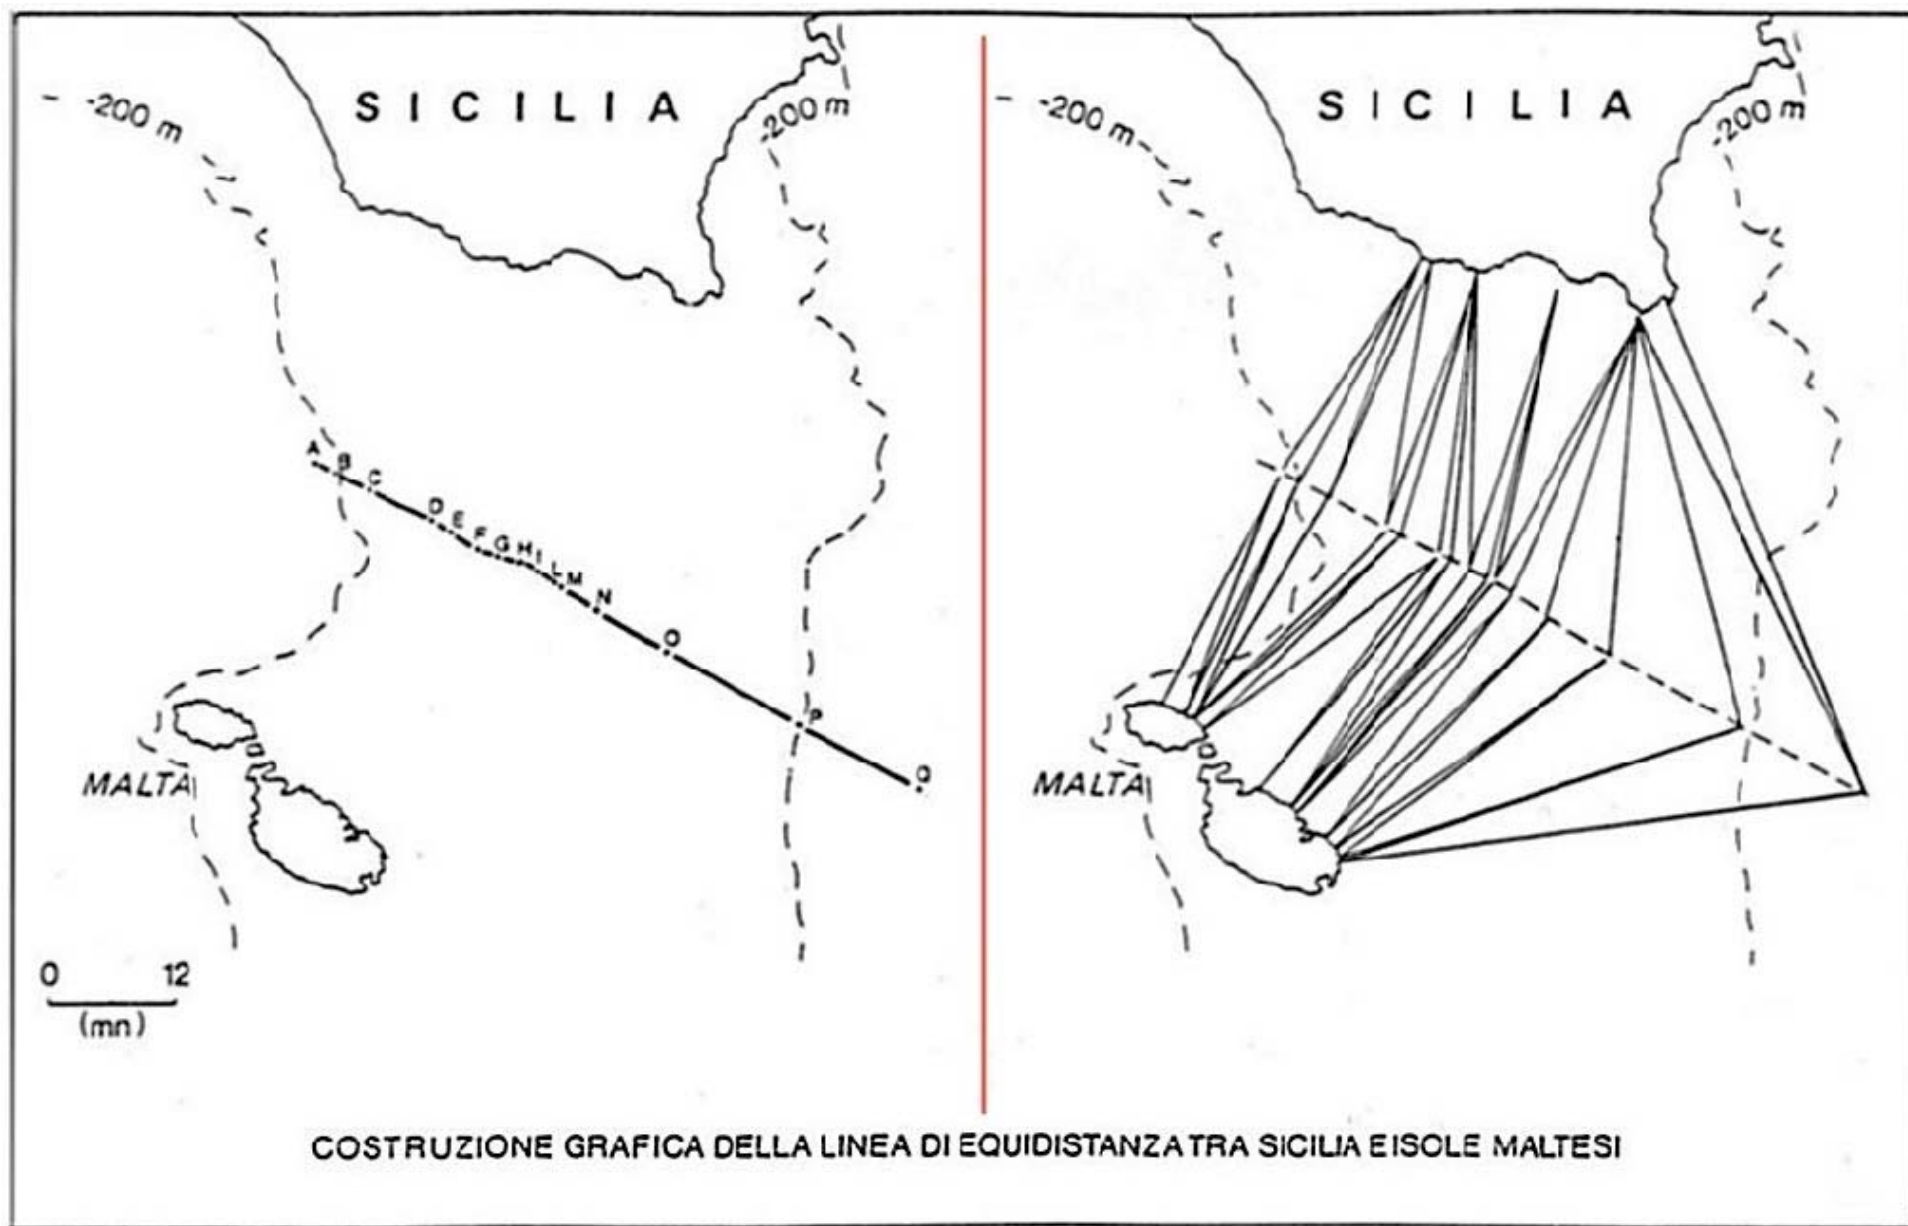 SICILIA
-200 m
-200 m
A B C D E F G H I L M N O P Q
MALTA
0 12
(mn)
SICILIA
-200 m
-200 m
MALTA
COSTRUZIONE GRAFICA DELLA LINEA DI EQUIDISTANZA TRA SICILIA E ISOLE MALTESI